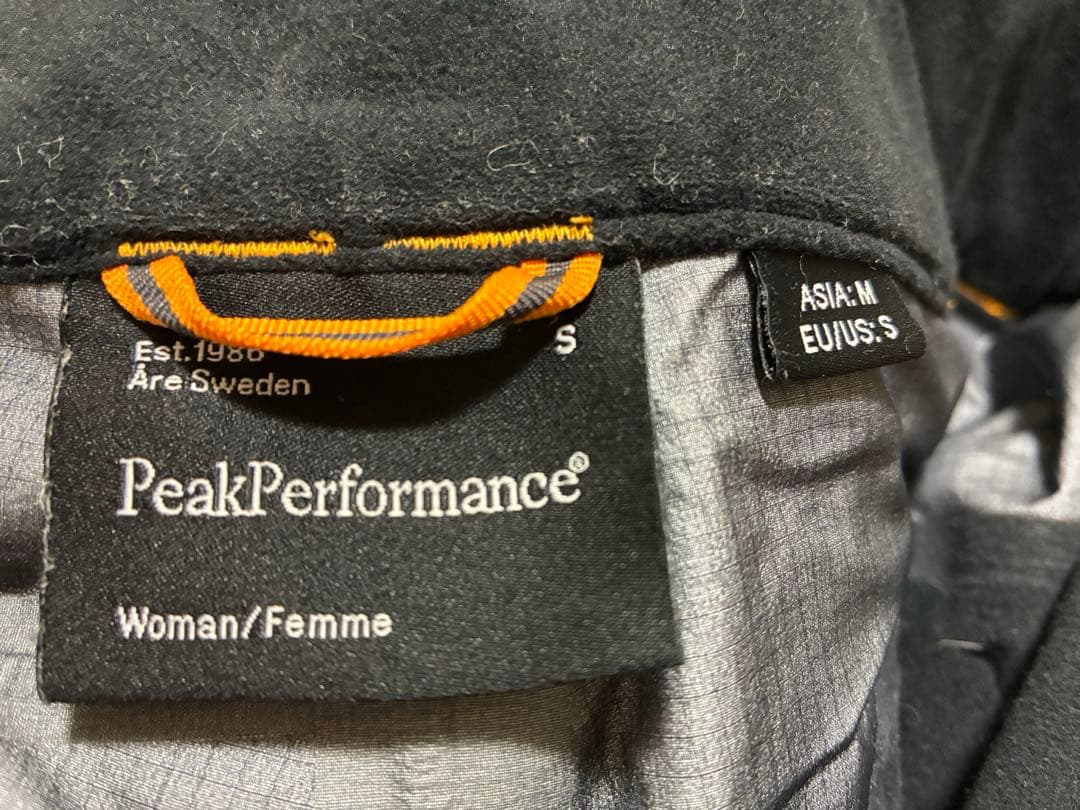 Est.1986
S
Åre Sweden
PeakPerformance®
Woman/Femme
ASIA: M
EU/US: S